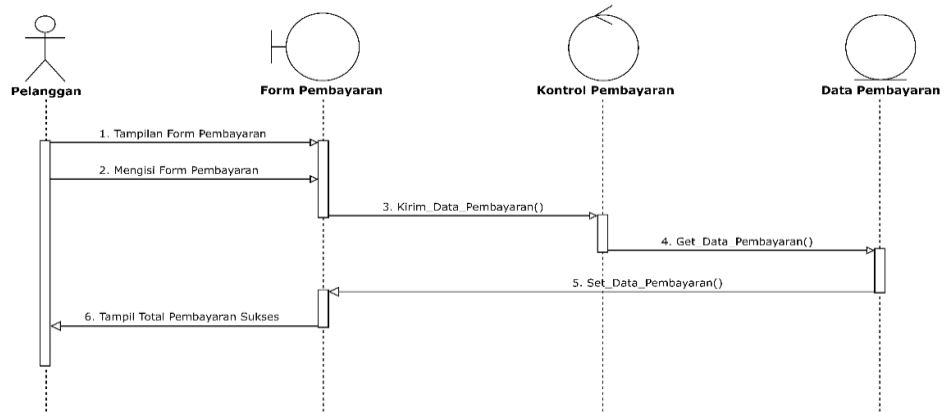 Pelanggan
Form Pembayaran
Kontrol Pembayaran
Data Pembayaran
1. Tampilan Form Pembayaran
2. Mengisi Form Pembayaran
3. Kirim_Data_Pembayaran()
4. Get_Data_Pembayaran()
5. Set_Data_Pembayaran()
6. Tampil Total Pembayaran Sukses